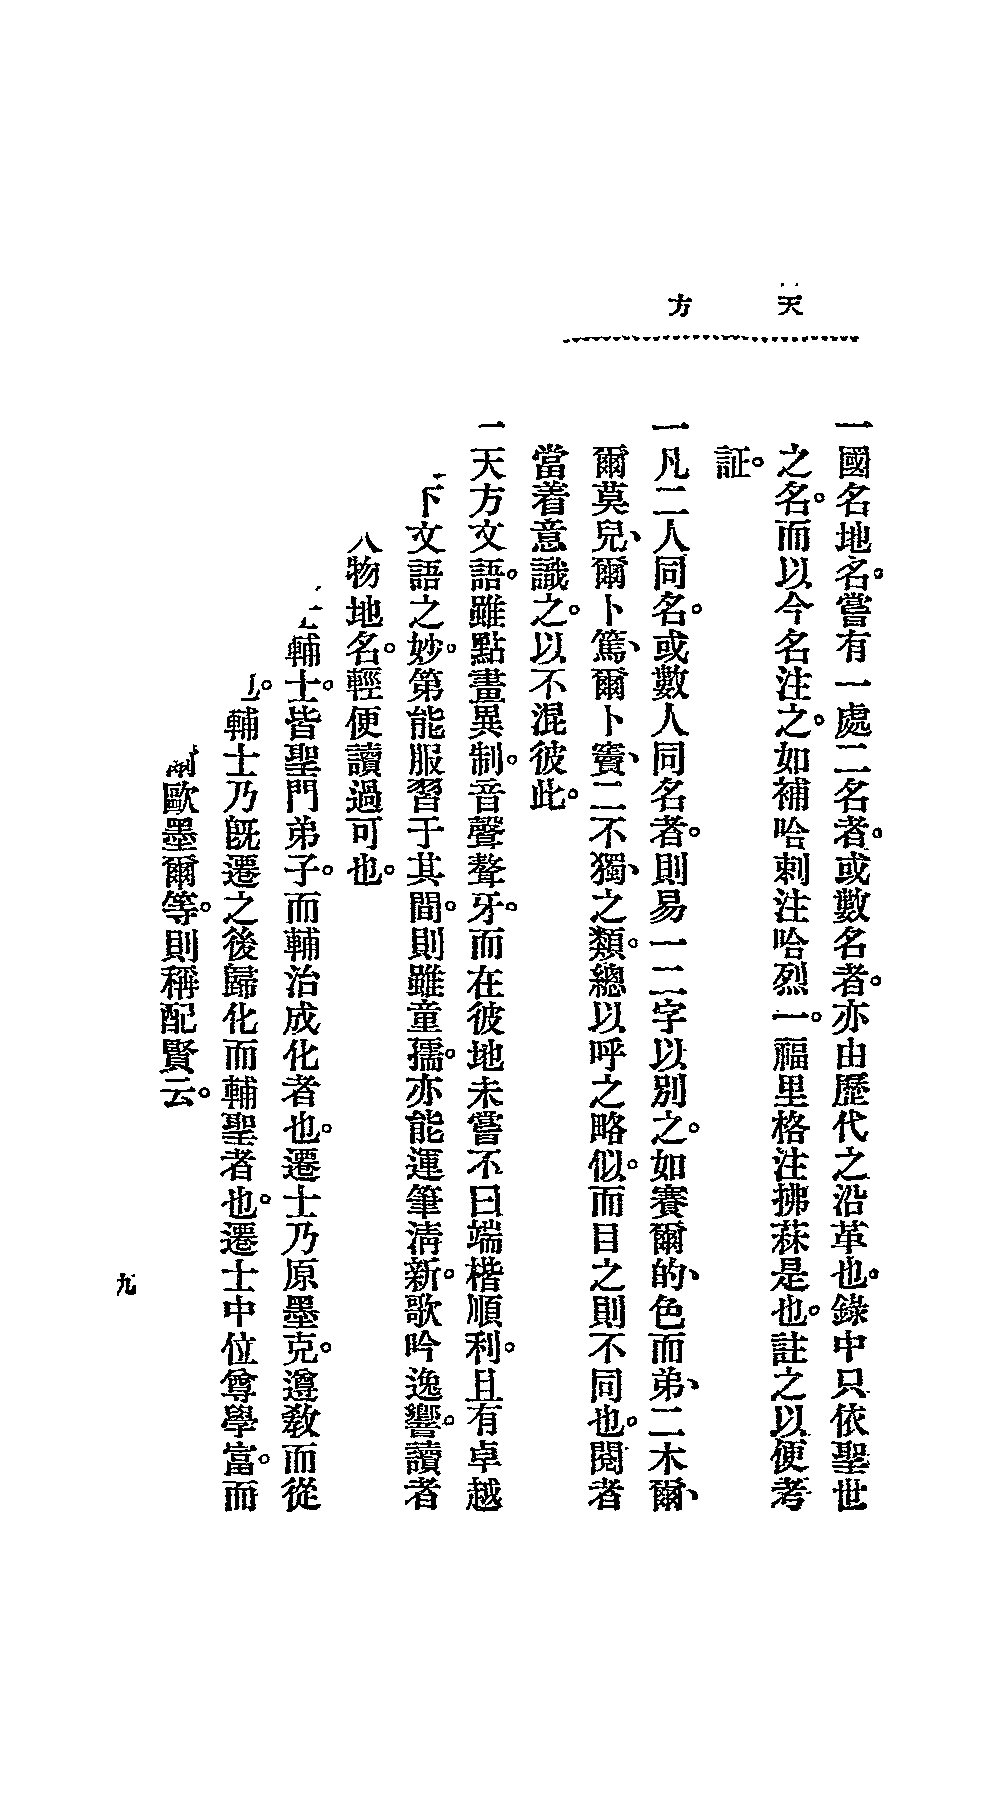 天方
一國名地名。嘗有一處二名者。或數名者。亦由歷代之沿革也。錄中只依聖世
之名。而以今名注之。如補哈刺注哈烈一。福里格注拂菻是也。註之以便考
証。
一凡二人同名。或數人同名者。則易一二字以別之。如賽爾的、色而弟、二木爾、
爾莫兒、爾卜篤、爾卜竇、二不獨、之類。總以呼之略似。而目之則不同也。閱者
當着意識之。以不混彼此。
一天方文語。雖點畫異制。音聲聱牙。而在彼地未嘗不曰端楷順利。且有卓越
下文語之妙。第能服習于其間。則雖童孺。亦能運筆淸新。歌吟逸響。讀者
物地名。輕便讀過可也。
輔士。皆聖門弟子。而輔治成化者也。遷士乃原墨克。遵教而從
。輔士乃旣遷之後歸化而輔聖者也。遷士中位尊學富。而
歐墨爾等。則稱配賢云。
九